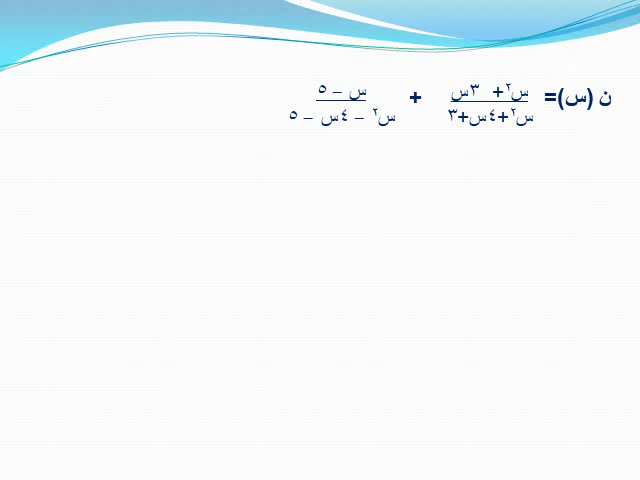 ن (س)= س٢+ ٣س + س – ٥
س٢+٤س+٣ س٢ – ٤س – ٥